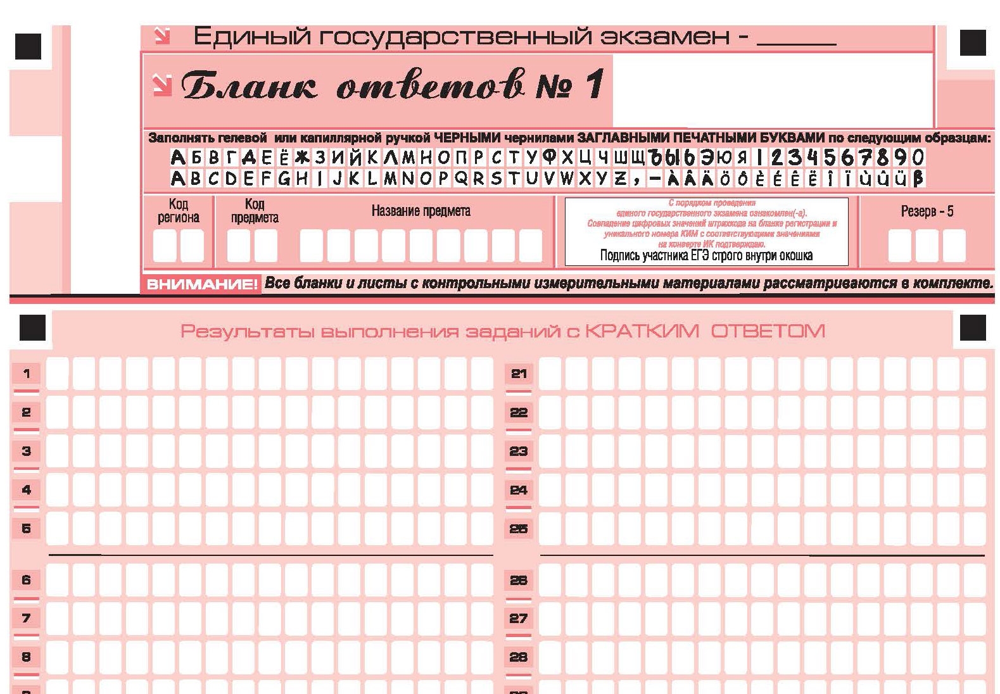 Единый государственный экзамен - ______
Бланк ответов № 1
Заполнять гелевой или капиллярной ручкой ЧЕРНЫМИ чернилами ЗАГЛАВНЫМИ ПЕЧАТНЫМИ БУКВАМИ по следующим образцам:
А Б В Г Д Е Ё Ж З И Й К Л М Н О П Р С Т У Ф Х Ц Ч Ш Щ Ъ Ы Ь Э Ю Я 1 2 3 4 5 6 7 8 9 0
A B C D E F G H I J K L M N O P Q R S T U V W X Y Z , - À Â Ä Ö Ô È É Ê Ë Î Ï Ù Û Ü β
Код региона
Код предмета
Название предмета
С порядком проведения
единого государственного экзамена ознакомлен(-а).
Совпадение цифровых значений штрихкода на бланке регистрации и
уникального номера КИМ с соответствующими значениями
на конверте ИК подтверждаю.
Подпись участника ЕГЭ строго внутри окошка
Резерв - 5
ВНИМАНИЕ! Все бланки и листы с контрольными измерительными материалами рассматриваются в комплекте.
Результаты выполнения заданий с КРАТКИМ ОТВЕТОМ
1 21
2 22
3 23
4 24
5 25
6 26
7 27
8 28